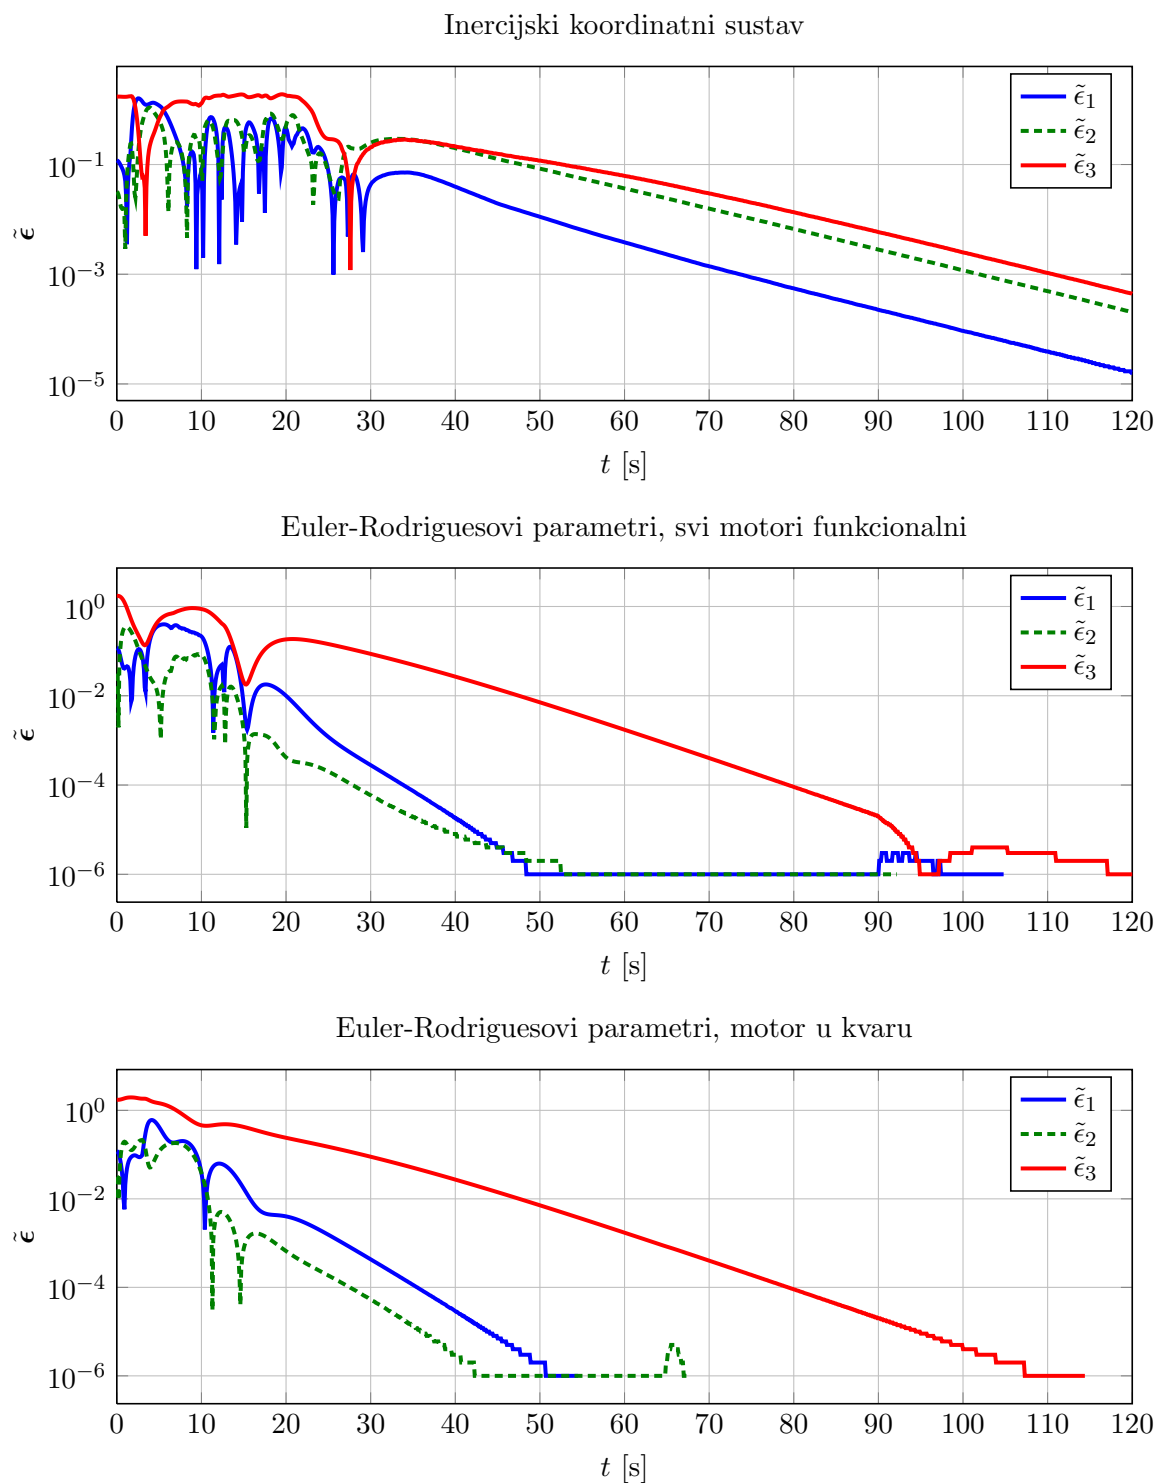 Inercijski koordinatni sustav
ϵ̃₁
ϵ̃₂
ϵ̃₃
10⁻¹
10⁻³
10⁻⁵
ϵ̃
0 10 20 30 40 50 60 70 80 90 100 110 120
t [s]
Euler-Rodriguesovi parametri, svi motori funkcionalni
ϵ̃₁
ϵ̃₂
ϵ̃₃
10⁰
10⁻²
10⁻⁴
10⁻⁶
ϵ̃
0 10 20 30 40 50 60 70 80 90 100 110 120
t [s]
Euler-Rodriguesovi parametri, motor u kvaru
ϵ̃₁
ϵ̃₂
ϵ̃₃
10⁰
10⁻²
10⁻⁴
10⁻⁶
ϵ̃
0 10 20 30 40 50 60 70 80 90 100 110 120
t [s]